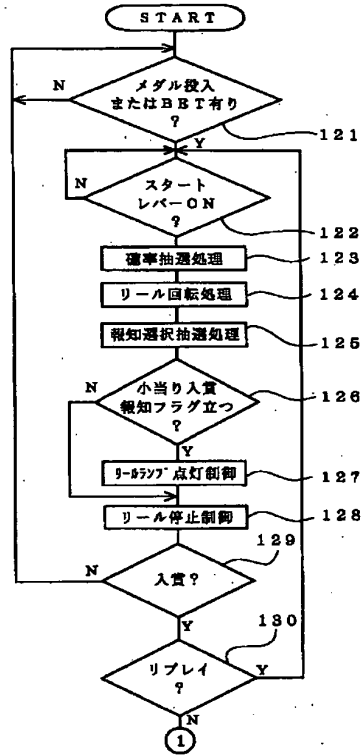 START
N
メダル投入
またはBET有り
?
121
Y
N
スタート
レバーON
?
122
確率抽選処理
123
リール回転処理
124
報知選択抽選処理
125
N
小当り入賞
報知フラグ立つ
?
126
Y
リールランプ点灯制御
127
リール停止制御
128
129
N
入賞?
Y
130
リプレイ
?
Y
N
1